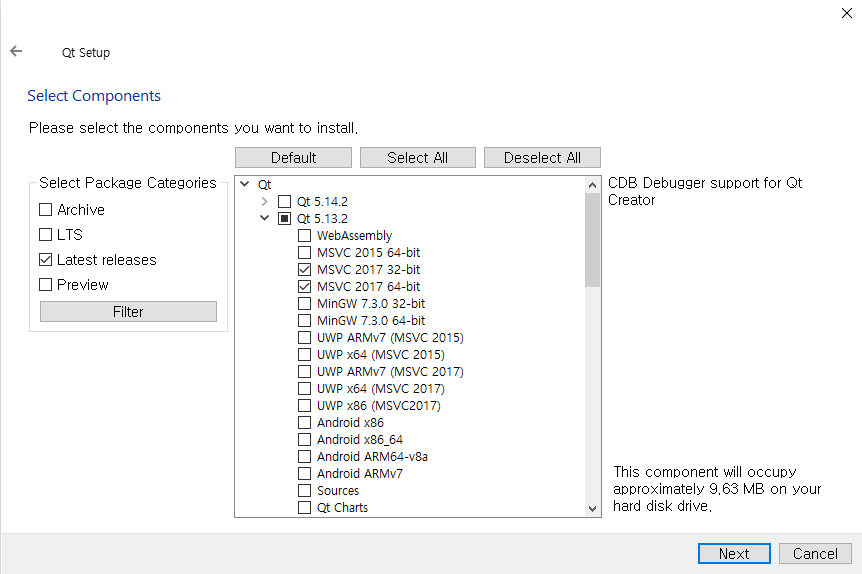 Qt Setup
Select Components
Please select the components you want to install.
Default
Select All
Deselect All
Select Package Categories
Archive
LTS
Latest releases
Preview
Filter
Qt
Qt 5.14.2
Qt 5.13.2
WebAssembly
MSVC 2015 64-bit
MSVC 2017 32-bit
MSVC 2017 64-bit
MinGW 7.3.0 32-bit
MinGW 7.3.0 64-bit
UWP ARMv7 (MSVC 2015)
UWP x64 (MSVC 2015)
UWP ARMv7 (MSVC 2017)
UWP x64 (MSVC 2017)
UWP x86 (MSVC2017)
Android x86
Android x86_64
Android ARM64-v8a
Android ARMv7
Sources
Qt Charts
CDB Debugger support for Qt
Creator
This component will occupy
approximately 9.63 MB on your
hard disk drive.
Next
Cancel